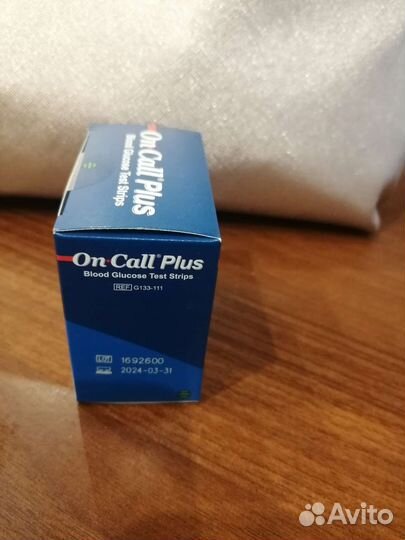 On Call® Plus
Blood Glucose Test Strips
On Call® Plus
Blood Glucose Test Strips
REF G133-111
LOT 1692600
2024-03-31
Avito